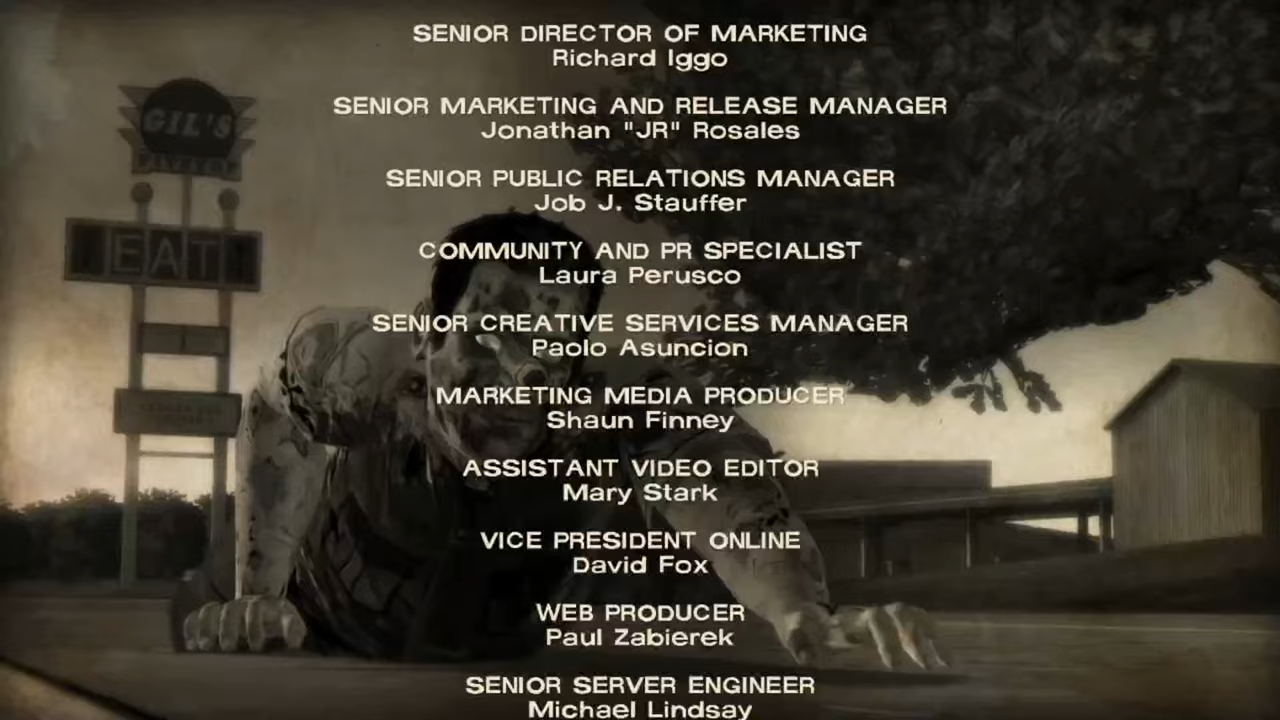 SENIOR DIRECTOR OF MARKETING
Richard Iggo
SENIOR MARKETING AND RELEASE MANAGER
Jonathan "JR" Rosales
SENIOR PUBLIC RELATIONS MANAGER
Job J. Stauffer
COMMUNITY AND PR SPECIALIST
Laura Perusco
SENIOR CREATIVE SERVICES MANAGER
Paolo Asuncion
MARKETING MEDIA PRODUCER
Shaun Finney
ASSISTANT VIDEO EDITOR
Mary Stark
VICE PRESIDENT ONLINE
David Fox
WEB PRODUCER
Paul Zabierek
SENIOR SERVER ENGINEER
Michael Lindsay
GIL'S
EAT